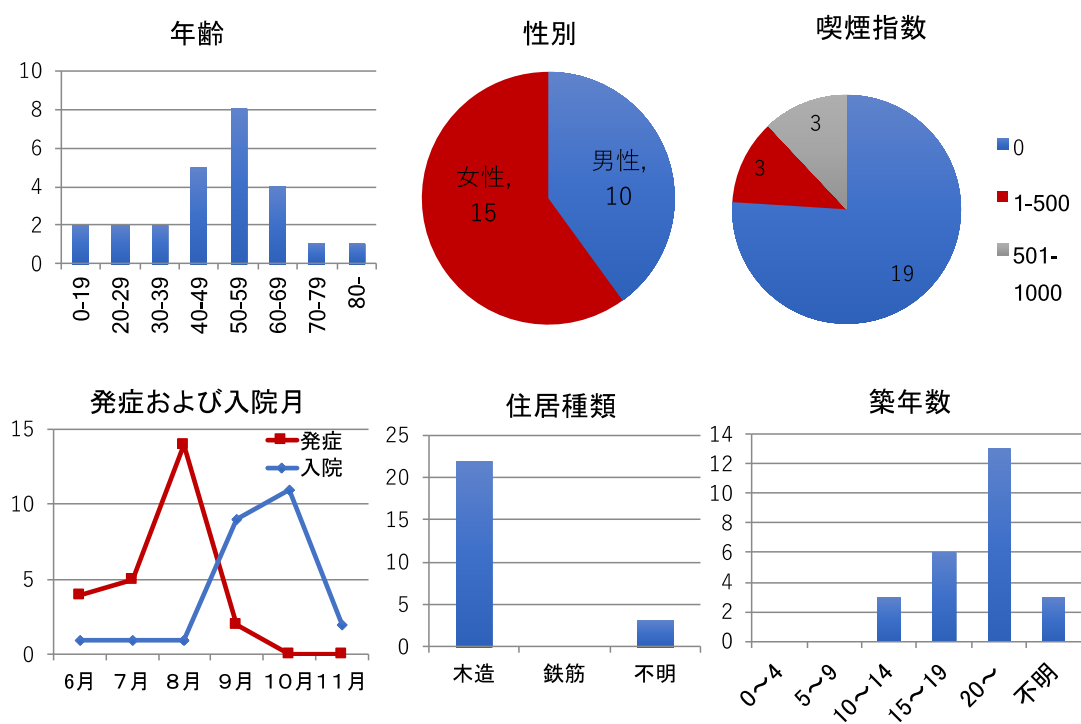 年齢
10
8
6
4
2
0
0-19
20-29
30-39
40-49
50-59
60-69
70-79
80-
性別
女性,
15
男性,
10
喫煙指数
3
3
19
0
1-500
501-
1000
発症および入院月
15
10
5
0
発症
入院
6月
7月
8月
9月
10月
11月
住居種類
25
20
15
10
5
0
木造
鉄筋
不明
築年数
14
12
10
8
6
4
2
0
0～4
5～9
10～14
15～19
20～
不明